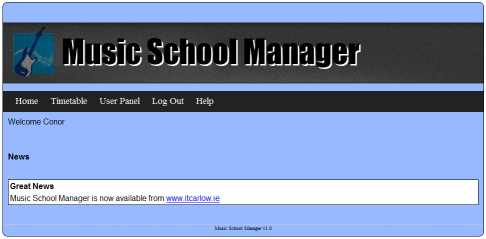 Music School Manager
Home Timetable User Panel Log Out Help
Welcome Conor
News
Great News
Music School Manager is now available from www.itcarlow.ie
Music School Manager v1.0